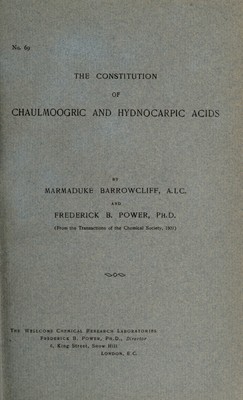 No. 69
THE CONSTITUTION
OF
CHAULMOOGRIC AND HYDNOCARPIC ACIDS
BY
MARMADUKE BARROWCLIFF, A.I.C.
AND
FREDERICK B. POWER, PH.D.
(From the Transactions of the Chemical Society, 1907)
THE WELLCOME CHEMICAL RESEARCH LABORATORIES
FREDERICK B. POWER, PH.D., Director
6, King Street, Snow Hill
LONDON, E.C.